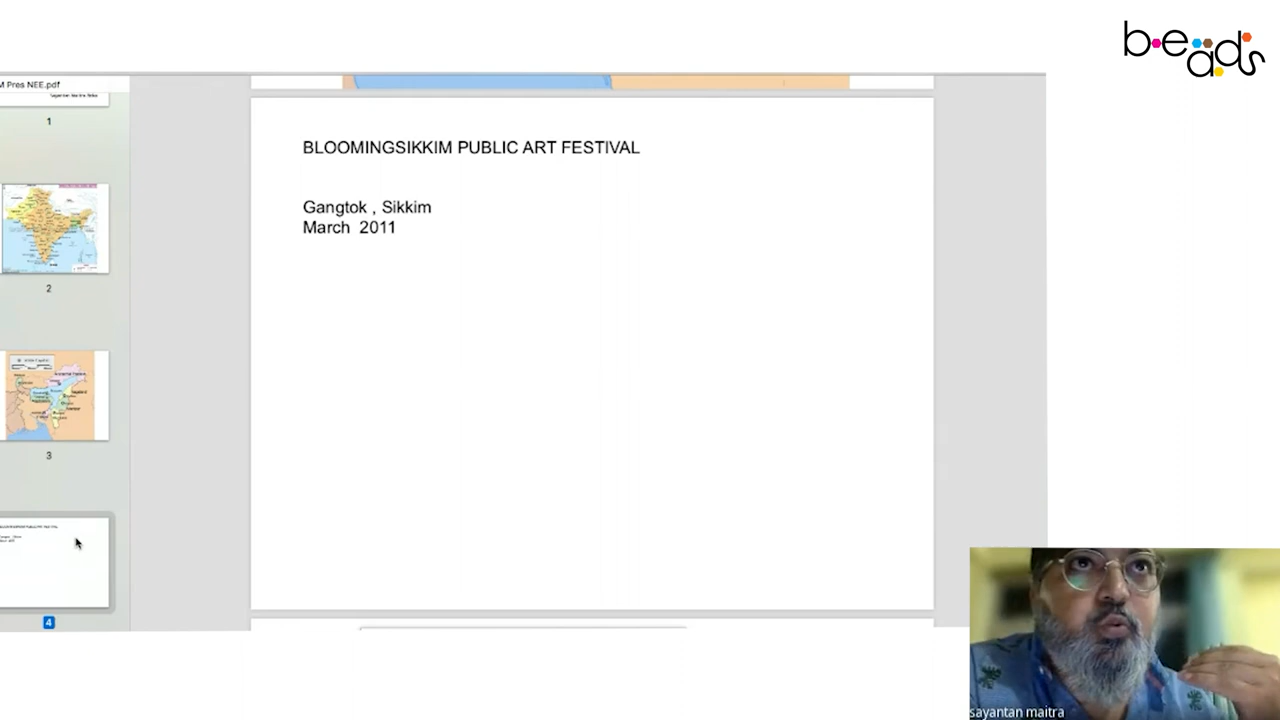 beads
M Pres NEE.pdf
1
2
3
4
BLOOMINGSIKKIM PUBLIC ART FESTIVAL
Gangtok , Sikkim
March 2011
sayantan maitra